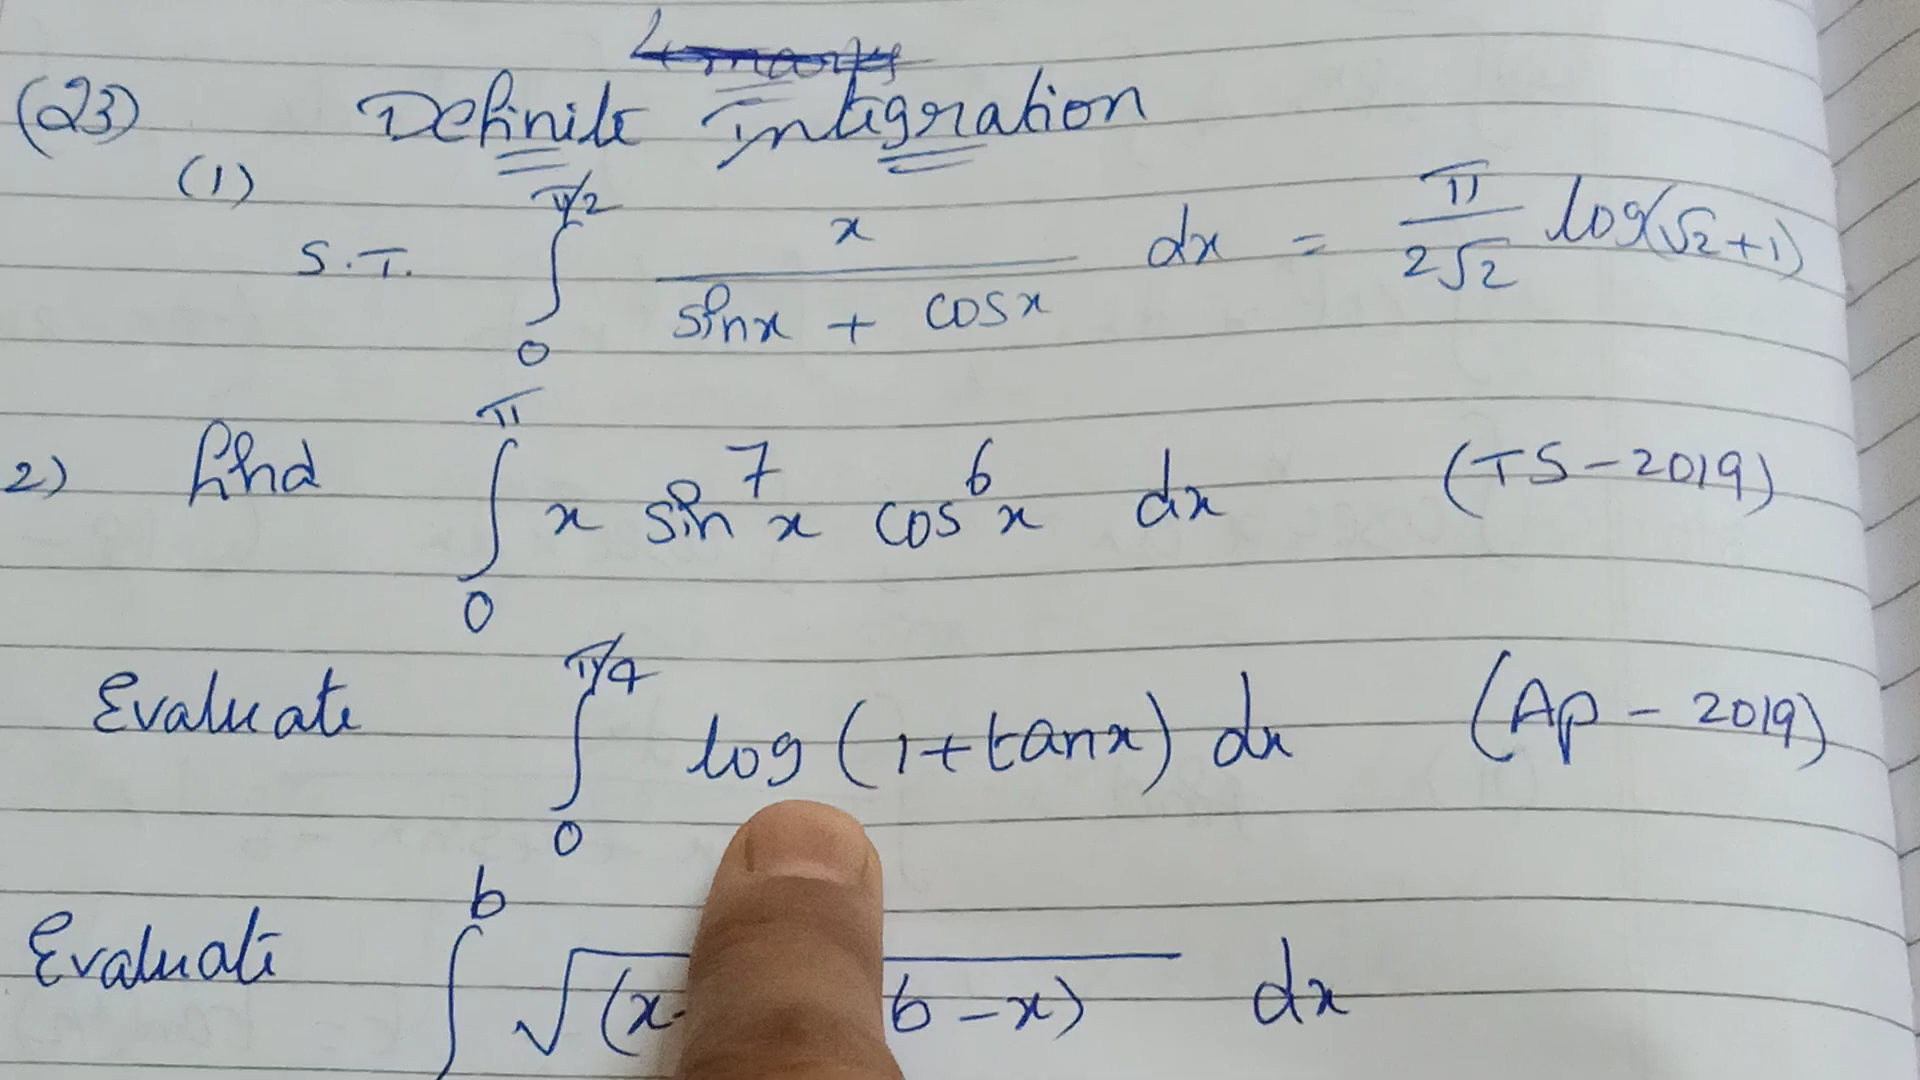 (23) Definite Integration
(1)
S.T. ∫₀^π/2 x / (sinx + cosx) dx = π / 2√2 log(√2+1)
2) find ∫₀^π x sin⁷x cos⁶x dx (TS-2019)
Evaluate ∫₀^π/4 log(1+tanx) dx (Ap-2019)
Evaluate ∫^b √(x- b-x) dx